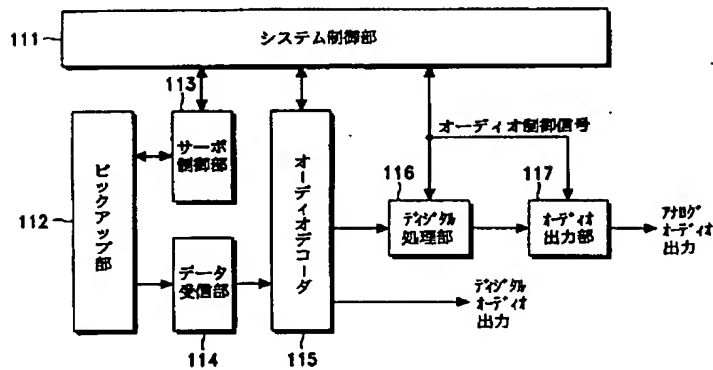 111
システム制御部
113
サーボ
制御部
オーディオ制御信号
112
ピックアップ部
オーディオデコーダ
116
ディジタル
処理部
117
オーディオ
出力部
アナログ
オーディオ
出力
データ
受信部
114
115
ディジタル
オーディオ
出力